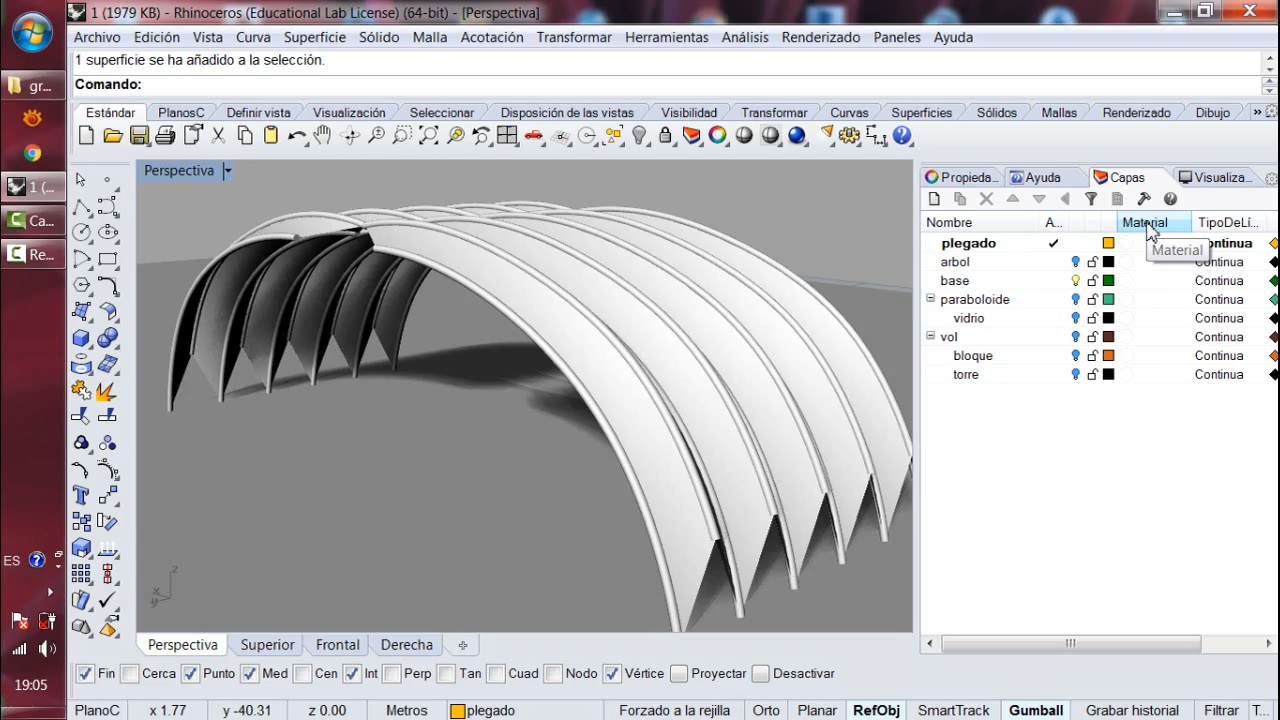 1 (1979 KB) - Rhinoceros (Educational Lab License) (64-bit) - [Perspectiva]
Archivo Edición Vista Curva Superficie Sólido Malla Acotación Transformar Herramientas Análisis Renderizado Paneles Ayuda
1 superficie se ha añadido a la selección.
Comando:
Estándar PlanosC Definir vista Visualización Seleccionar Disposición de las vistas Visibilidad Transformar Curvas Superficies Sólidos Mallas Renderizado Dibujo »
gr...
1 (...
Ca...
Re...
ES
19:05
Perspectiva
x
y
z
Propieda... Ayuda Capas Visualiza...
Nombre A... Material TipoDeLí...
Material
plegado Continua
arbol Continua
base Continua
paraboloide Continua
vidrio Continua
vol Continua
bloque Continua
torre Continua
Perspectiva Superior Frontal Derecha
Fin Cerca Punto Med Cen Int Perp Tan Cuad Nodo Vértice Proyectar Desactivar
PlanoC x 1.77 y -40.31 z 0.00 Metros plegado Forzado a la rejilla Orto Planar RefObj SmartTrack Gumball Grabar historial Filtrar T...